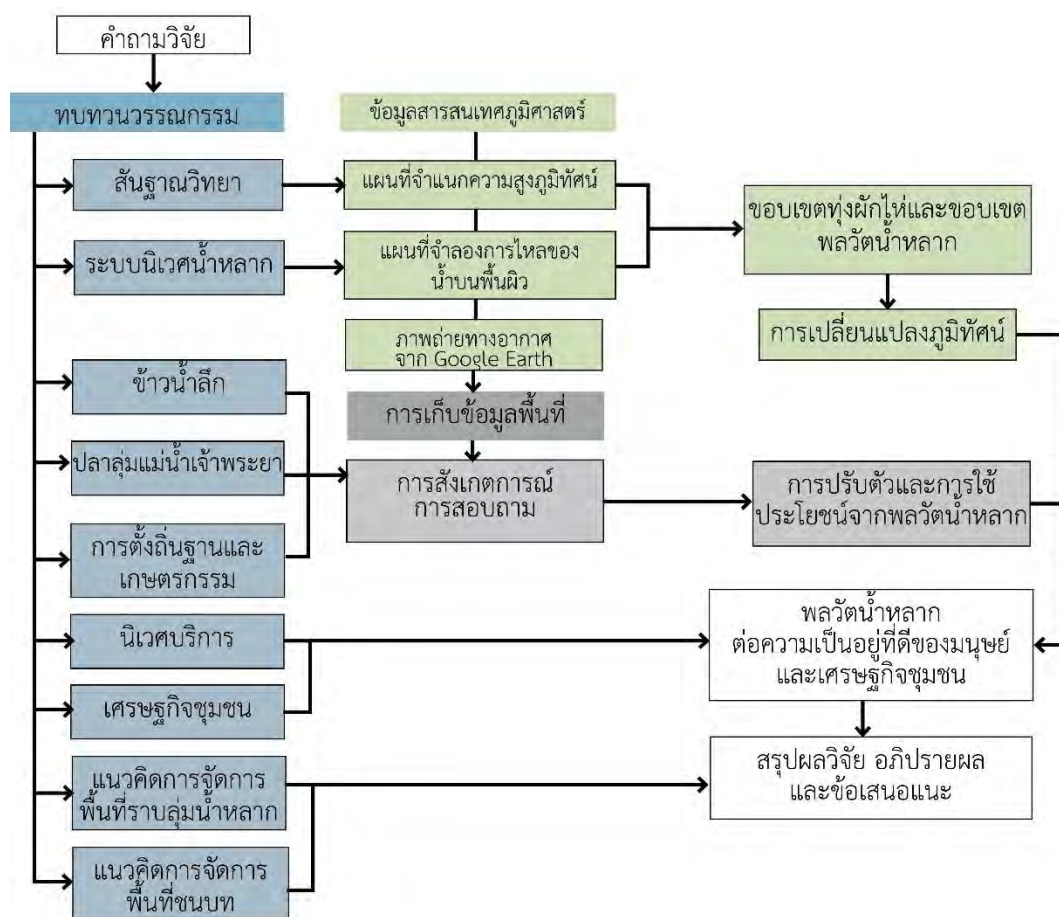 คำถามวิจัย
ทบทวนวรรณกรรม
สันฐาณวิทยา
ระบบนิเวศน้ำหลาก
ข้าวน้ำลึก
ปลาลุ่มแม่น้ำเจ้าพระยา
การตั้งถิ่นฐานและ
เกษตรกรรม
นิเวศบริการ
เศรษฐกิจชุมชน
แนวคิดการจัดการ
พื้นที่ราบลุ่มน้ำหลาก
แนวคิดการจัดการ
พื้นที่ชนบท
ข้อมูลสารสนเทศภูมิศาสตร์
แผนที่จำแนกความสูงภูมิทัศน์
แผนที่จำลองการไหลของ
น้ำบนพื้นผิว
ภาพถ่ายทางอากาศ
จาก Google Earth
การเก็บข้อมูลพื้นที่
การสังเกตการณ์
การสอบถาม
ขอบเขตทุ่งผักไห่และขอบเขต
พลวัตน้ำหลาก
การเปลี่ยนแปลงภูมิทัศน์
การปรับตัวและการใช้
ประโยชน์จากพลวัตน้ำหลาก
พลวัตน้ำหลาก
ต่อความเป็นอยู่ที่ดีของมนุษย์
และเศรษฐกิจชุมชน
สรุปผลวิจัย อภิปรายผล
และข้อเสนอแนะ